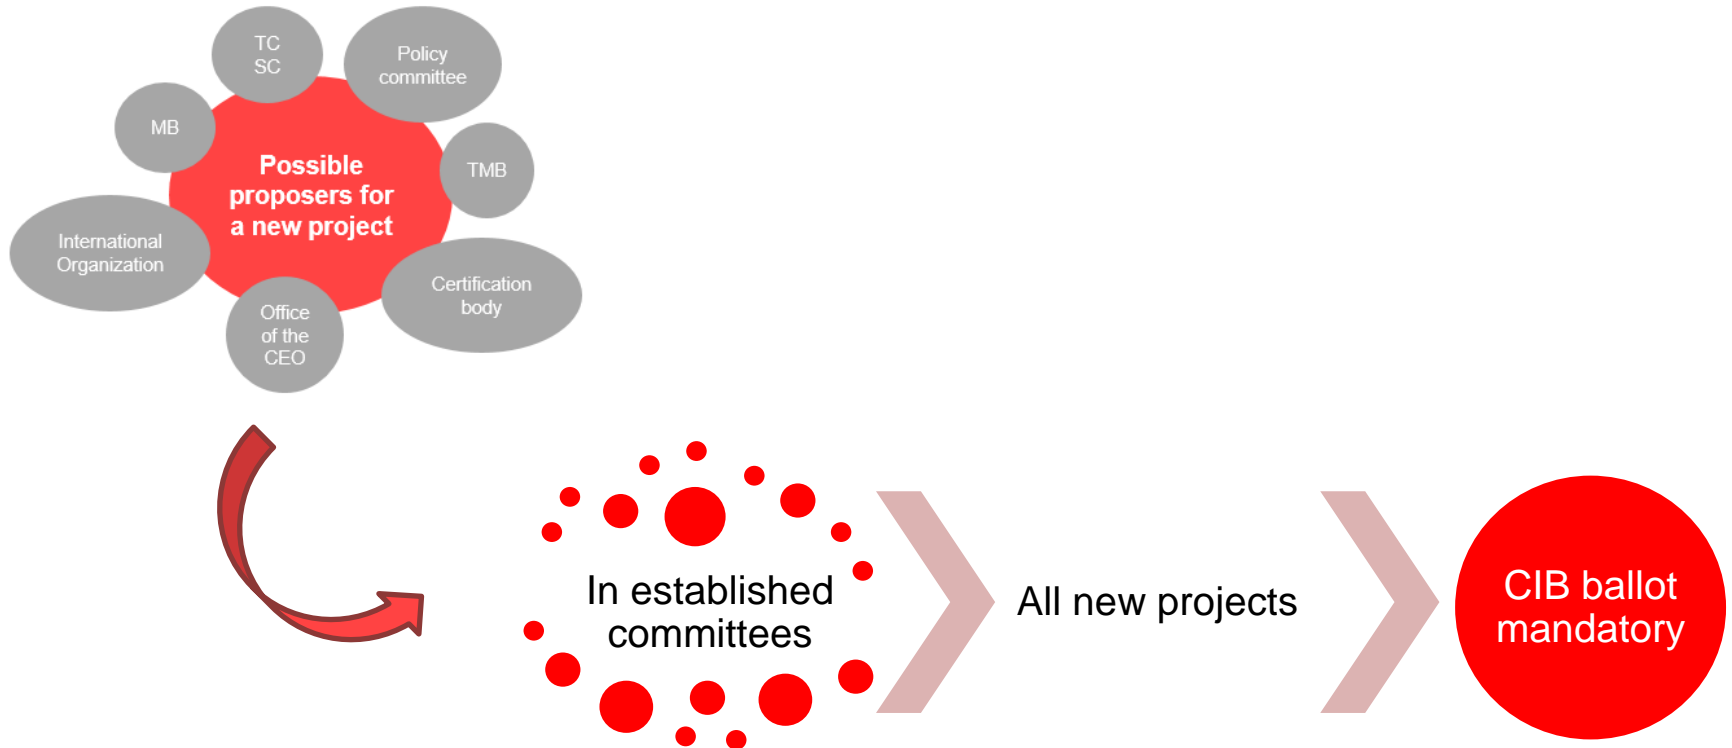 TC
SC
Policy
committee
MB
TMB
Possible
proposers for
a new project
International
Organization
Certification
body
Office
of the
CEO
In established
committees
All new projects
CIB ballot
mandatory